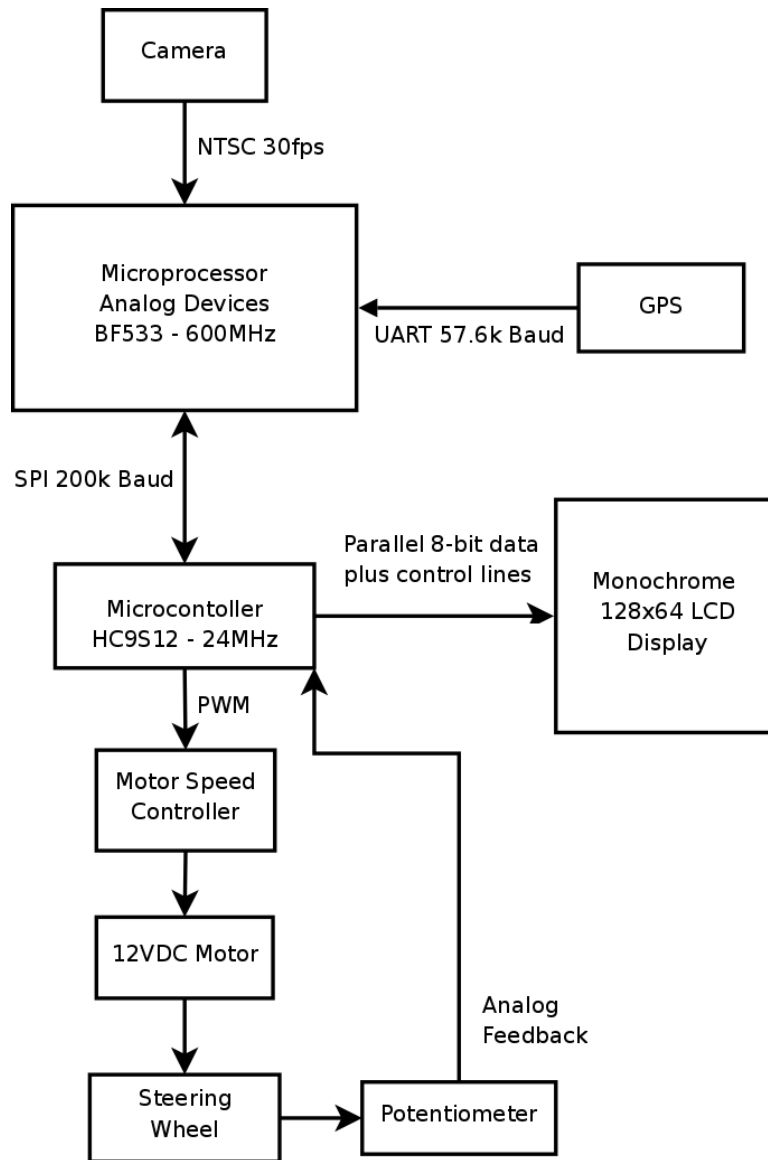 Camera
NTSC 30fps
Microprocessor
Analog Devices
BF533 - 600MHz
GPS
UART 57.6k Baud
SPI 200k Baud
Parallel 8-bit data
plus control lines
Monochrome
128x64 LCD
Display
Microcontoller
HC9S12 - 24MHz
PWM
Motor Speed
Controller
12VDC Motor
Analog
Feedback
Steering
Wheel
Potentiometer